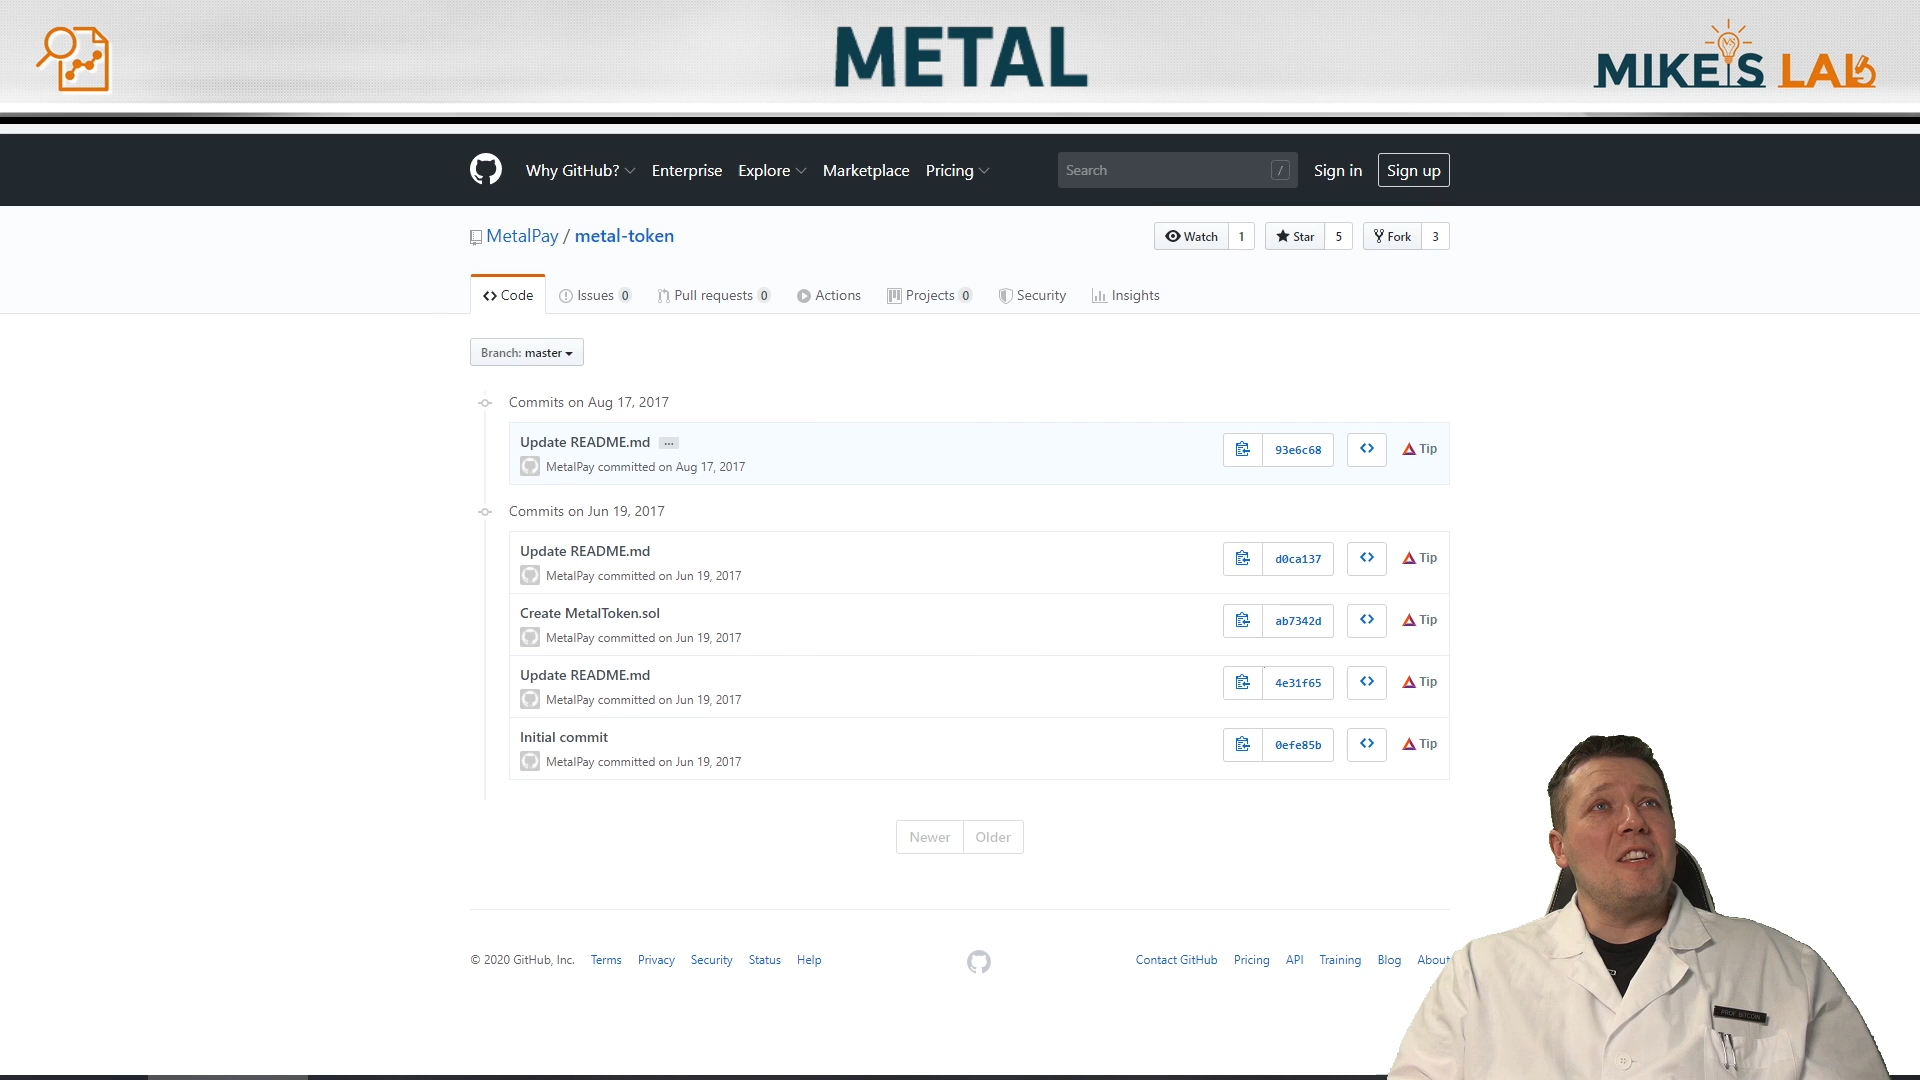 METAL
MIKE'S LAB
MS
Why GitHub? Enterprise Explore Marketplace Pricing Search / Sign in Sign up
MetalPay / metal-token
Watch 1 Star 5 Fork 3
Code Issues 0 Pull requests 0 Actions Projects 0 Security Insights
Branch: master
Commits on Aug 17, 2017
Update README.md ...
93e6c68 Tip
MetalPay committed on Aug 17, 2017
Commits on Jun 19, 2017
Update README.md
d0ca137 Tip
MetalPay committed on Jun 19, 2017
Create MetalToken.sol
ab7342d Tip
MetalPay committed on Jun 19, 2017
Update README.md
4e31f65 Tip
MetalPay committed on Jun 19, 2017
Initial commit
0efe85b Tip
MetalPay committed on Jun 19, 2017
Newer Older
© 2020 GitHub, Inc. Terms Privacy Security Status Help
Contact GitHub Pricing API Training Blog About
PROF. BITCOIN